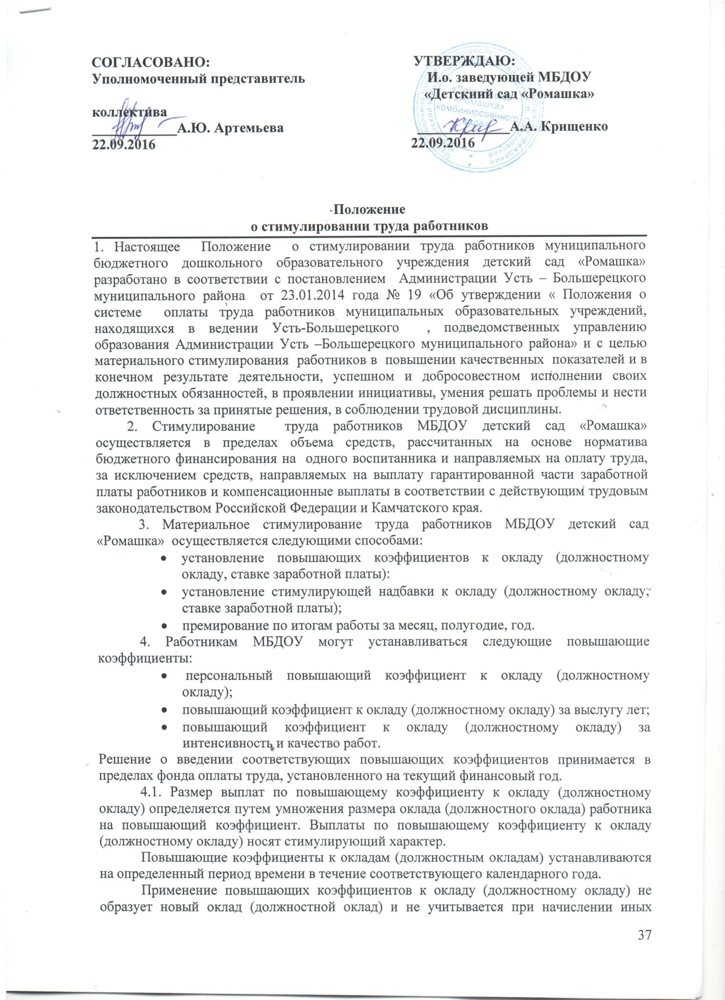 СОГЛАСОВАНО:
Уполномоченный представитель
коллектива
____________А.Ю. Артемьева
22.09.2016
УТВЕРЖДАЮ:
И.о. заведующей МБДОУ
«Детскиий сад «Ромашка»
_____________А.А. Крищенко
22.09.2016
«Детский сад
«Ромашка»
комбинированного
вида»
Положение
о стимулировании труда работников
1. Настоящее Положение о стимулировании труда работников муниципального
бюджетного дошкольного образовательного учреждения детский сад «Ромашка»
разработано в соответствии с постановлением Администрации Усть – Большерецкого
муниципального района от 23.01.2014 года № 19 «Об утверждении « Положения о
системе оплаты труда работников муниципальных образовательных учреждений,
находящихся в ведении Усть-Большерецкого , подведомственных управлению
образования Администрации Усть –Большерецкого муниципального района» и с целью
материального стимулирования работников в повышении качественных показателей и в
конечном результате деятельности, успешном и добросовестном исполнении своих
должностных обязанностей, в проявлении инициативы, умения решать проблемы и нести
ответственность за принятые решения, в соблюдении трудовой дисциплины.
2. Стимулирование труда работников МБДОУ детский сад «Ромашка»
осуществляется в пределах объема средств, рассчитанных на основе норматива
бюджетного финансирования на одного воспитанника и направляемых на оплату труда,
за исключением средств, направляемых на выплату гарантированной части заработной
платы работников и компенсационные выплаты в соответствии с действующим трудовым
законодательством Российской Федерации и Камчатского края.
3. Материальное стимулирование труда работников МБДОУ детский сад
«Ромашка» осуществляется следующими способами:
• установление повышающих коэффициентов к окладу (должностному
окладу, ставке заработной платы):
• установление стимулирующей надбавки к окладу (должностному окладу,
ставке заработной платы);
• премирование по итогам работы за месяц, полугодие, год.
4. Работникам МБДОУ могут устанавливаться следующие повышающие
коэффициенты:
• персональный повышающий коэффициент к окладу (должностному
окладу);
• повышающий коэффициент к окладу (должностному окладу) за выслугу лет;
• повышающий коэффициент к окладу (должностному окладу) за
интенсивность и качество работ.
Решение о введении соответствующих повышающих коэффициентов принимается в
пределах фонда оплаты труда, установленного на текущий финансовый год.
4.1. Размер выплат по повышающему коэффициенту к окладу (должностному
окладу) определяется путем умножения размера оклада (должностного оклада) работника
на повышающий коэффициент. Выплаты по повышающему коэффициенту к окладу
(должностному окладу) носят стимулирующий характер.
Повышающие коэффициенты к окладам (должностным окладам) устанавливаются
на определенный период времени в течение соответствующего календарного года.
Применение повышающих коэффициентов к окладу (должностному окладу) не
образует новый оклад (должностной оклад) и не учитывается при начислении иных
37